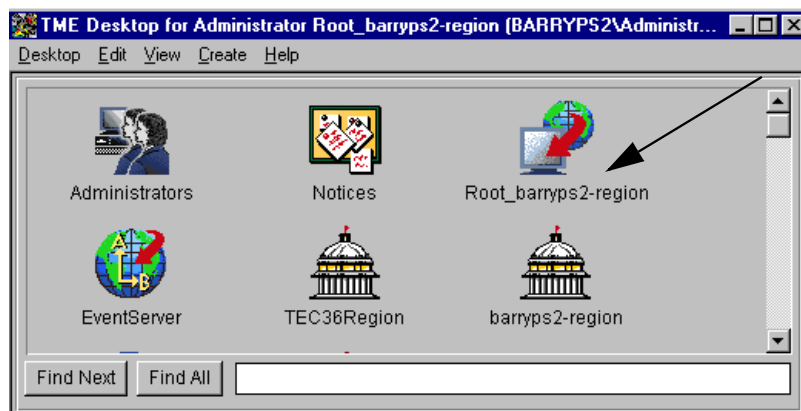 TME Desktop for Administrator Root_barryps2-region (BARRYPS2\Administr...
Desktop Edit View Create Help
Administrators Notices Root_barryps2-region
A
B
EventServer TEC36Region barryps2-region
Find Next Find All